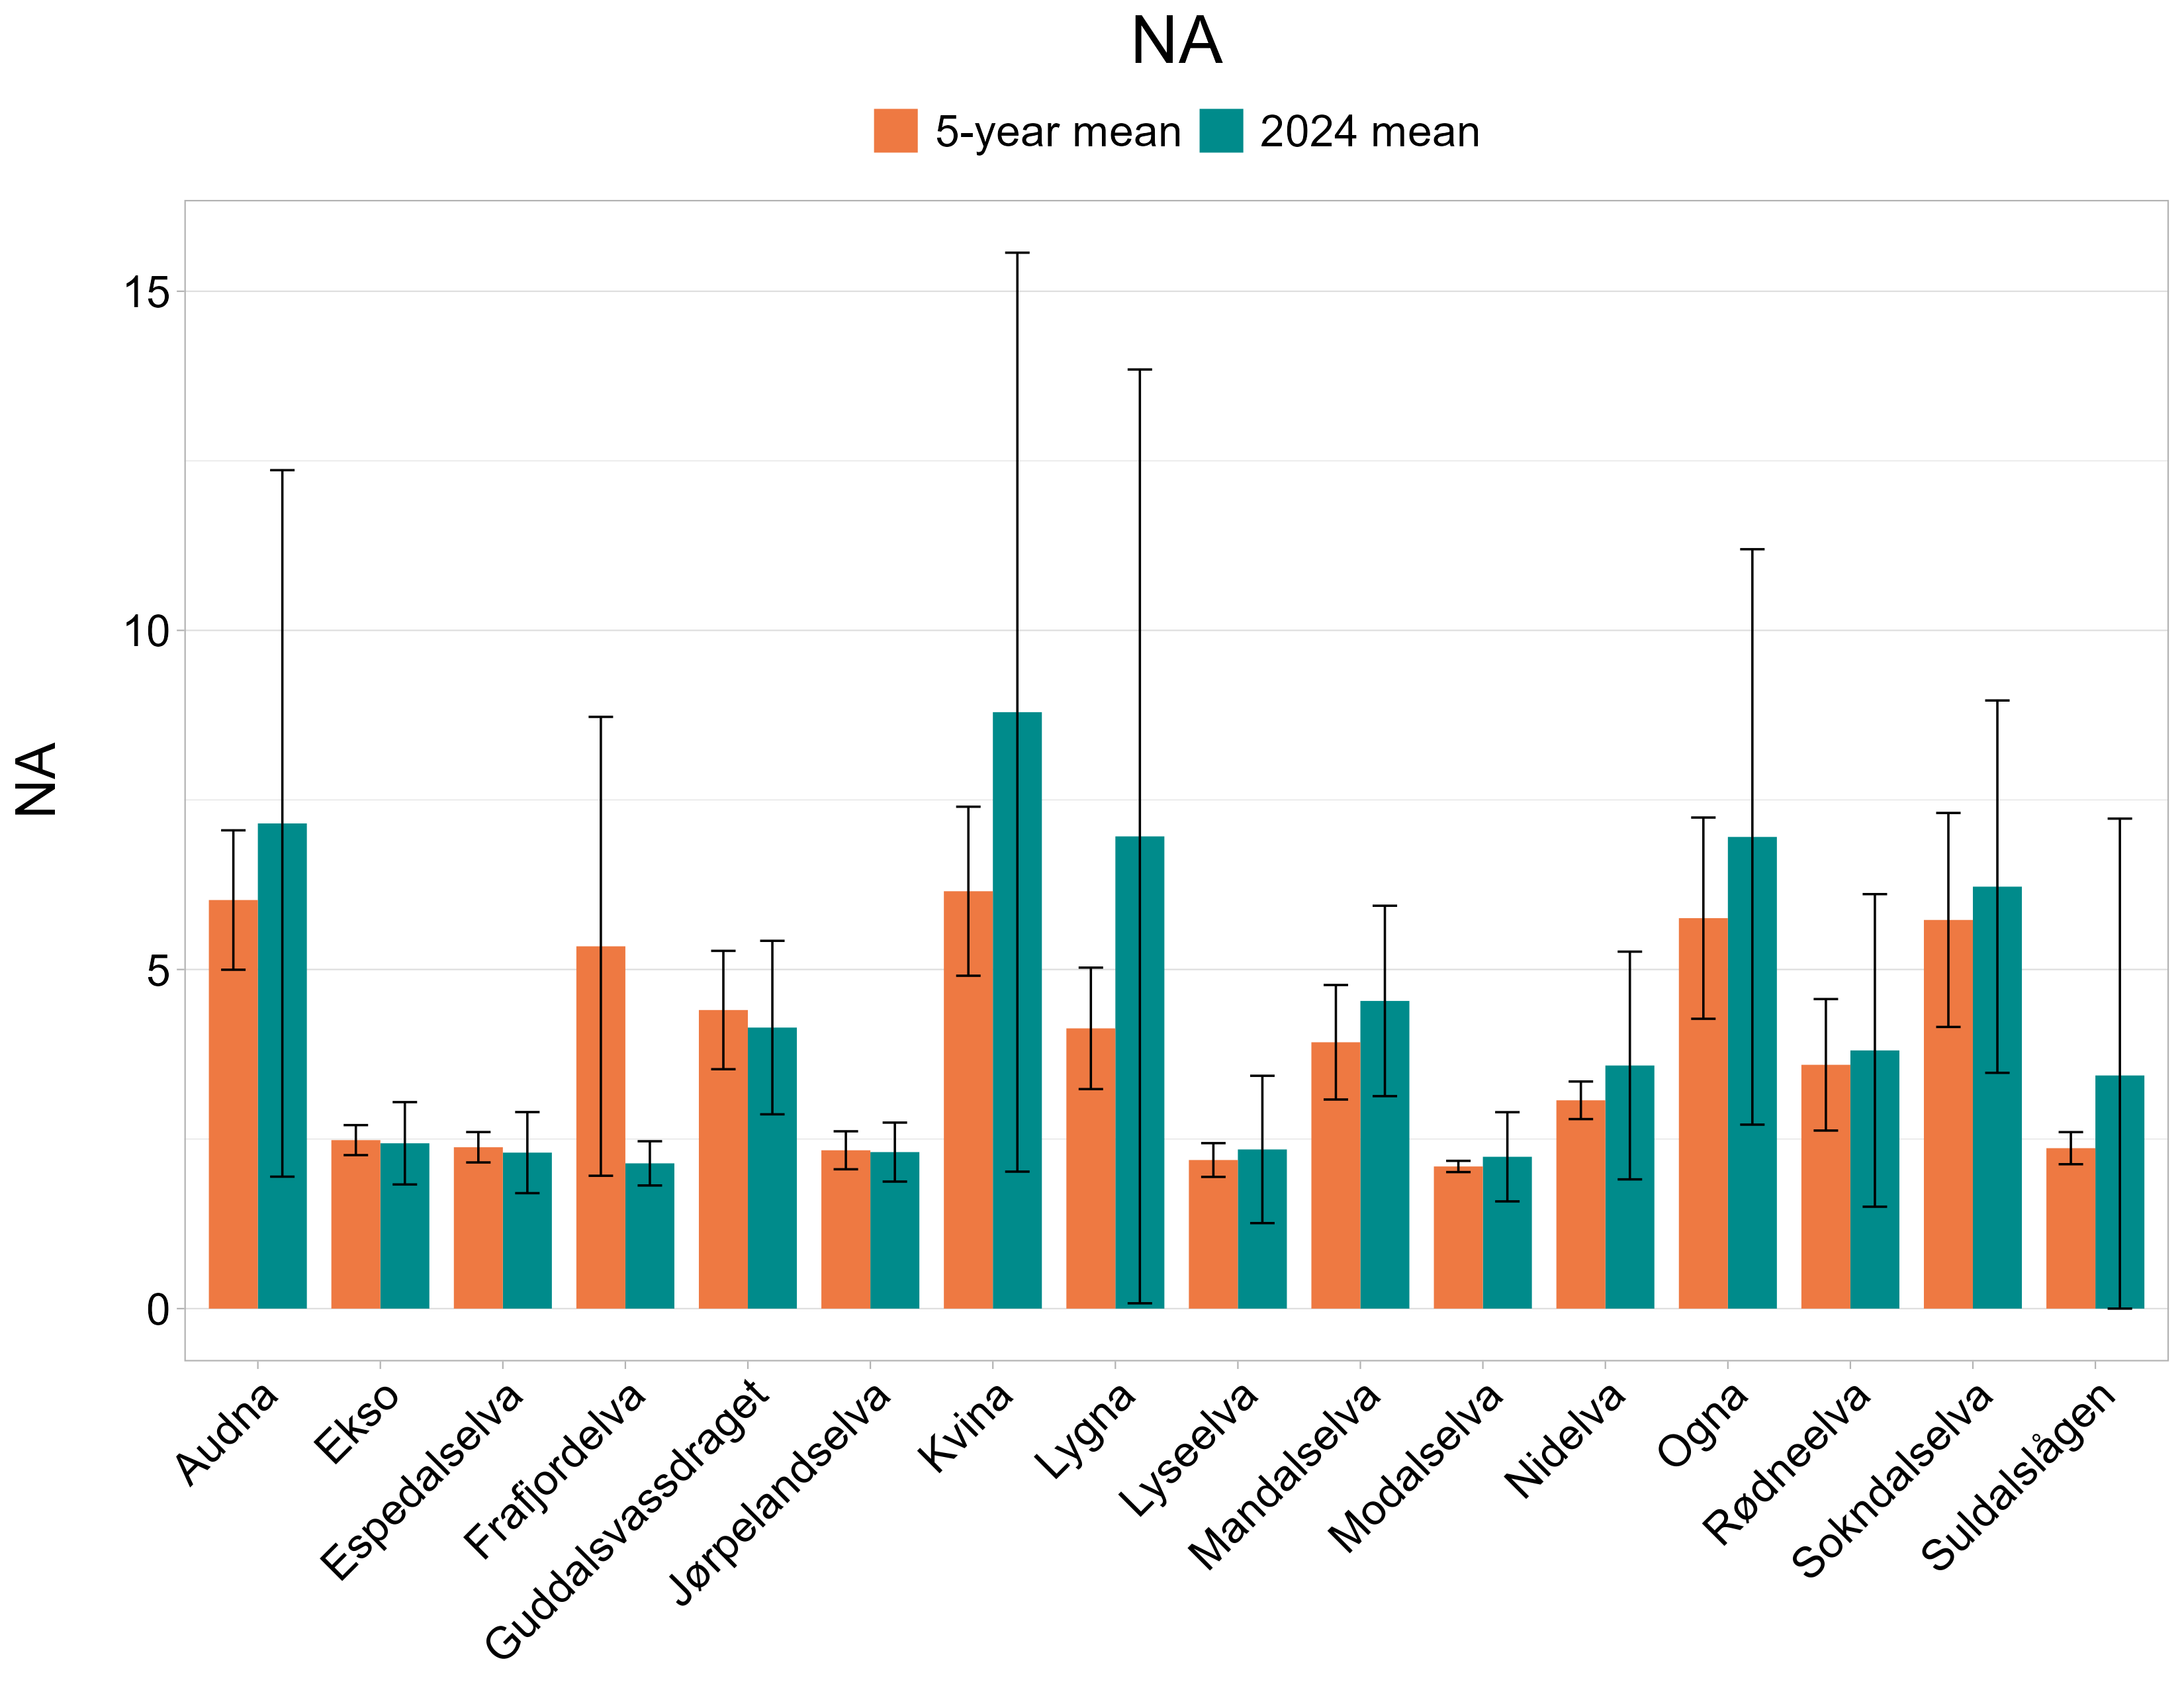 NA
5-year mean 2024 mean
NA
15
10
5
0
Audna
Ekso
Espedalselva
Frafjordelva
Guddalsvassdraget
Jørpelandselva
Kvina
Lygna
Lyseelva
Mandalselva
Modalselva
Nidelva
Ogna
Rødneelva
Sokndalselva
Suldalslågen